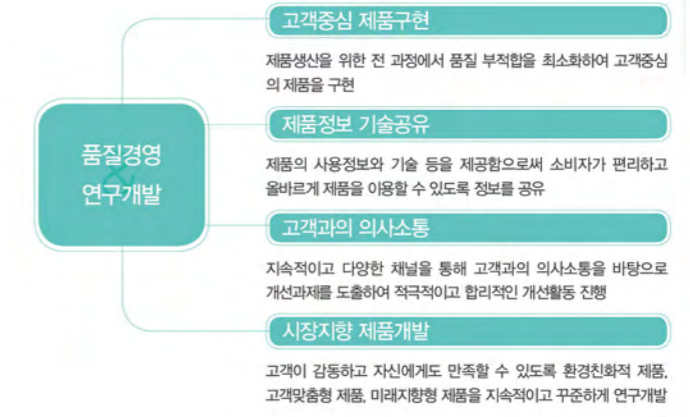 품질경영
&
연구개발
고객중심 제품구현
제품생산을 위한 전 과정에서 품질 부적합을 최소화하여 고객중심
의 제품을 구현
제품정보 기술공유
제품의 사용정보와 기술 등을 제공함으로써 소비자가 편리하고
올바르게 제품을 이용할 수 있도록 정보를 공유
고객과의 의사소통
지속적이고 다양한 채널을 통해 고객과의 의사소통을 바탕으로
개선과제를 도출하여 적극적이고 합리적인 개선활동 진행
시장지향 제품개발
고객이 감동하고 자신에게도 만족할 수 있도록 환경친화적 제품,
고객맞춤형 제품, 미래지향형 제품을 지속적이고 꾸준하게 연구개발